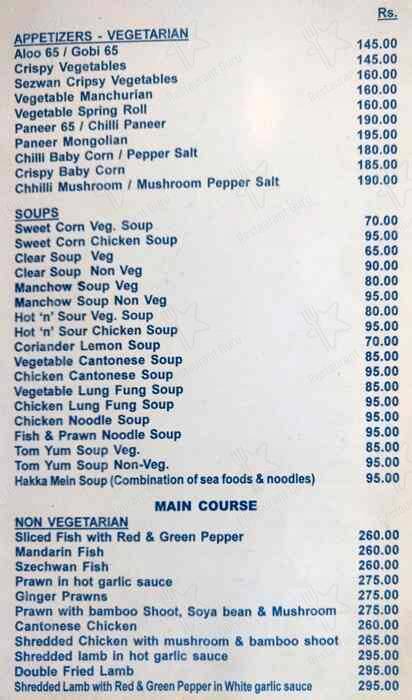 Rs.
APPETIZERS - VEGETARIAN
Aloo 65 / Gobi 65 145.00
Crispy Vegetables 145.00
Sezwan Cripsy Vegetables 160.00
Vegetable Manchurian 160.00
Vegetable Spring Roll 160.00
Paneer 65 / Chilli Paneer 190.00
Paneer Mongolian 195.00
Chilli Baby Corn / Pepper Salt 180.00
Crispy Baby Corn 185.00
Chhilli Mushroom / Mushroom Pepper Salt 190.00
SOUPS
Sweet Corn Veg. Soup 70.00
Sweet Corn Chicken Soup 95.00
Clear Soup Veg 65.00
Clear Soup Non Veg 90.00
Manchow Soup Veg 80.00
Manchow Soup Non Veg 95.00
Hot 'n' Sour Veg. Soup 80.00
Hot 'n' Sour Chicken Soup 95.00
Coriander Lemon Soup 70.00
Vegetable Cantonese Soup 85.00
Chicken Cantonese Soup 95.00
Vegetable Lung Fung Soup 85.00
Chicken Lung Fung Soup 95.00
Chicken Noodle Soup 95.00
Fish & Prawn Noodle Soup 95.00
Tom Yum Soup Veg. 85.00
Tom Yum Soup Non-Veg. 95.00
Hakka Mein Soup (Combination of sea foods & noodles) 95.00
MAIN COURSE
NON VEGETARIAN
Sliced Fish with Red & Green Pepper 260.00
Mandarin Fish 260.00
Szechwan Fish 260.00
Prawn in hot garlic sauce 275.00
Ginger Prawns 275.00
Prawn with bamboo Shoot, Soya bean & Mushroom 275.00
Cantonese Chicken 260.00
Shredded Chicken with mushroom & bamboo shoot 265.00
Shredded lamb in hot garlic sauce 295.00
Double Fried Lamb 295.00
Shredded Lamb with Red & Green Pepper in White garlic sauce 295.00